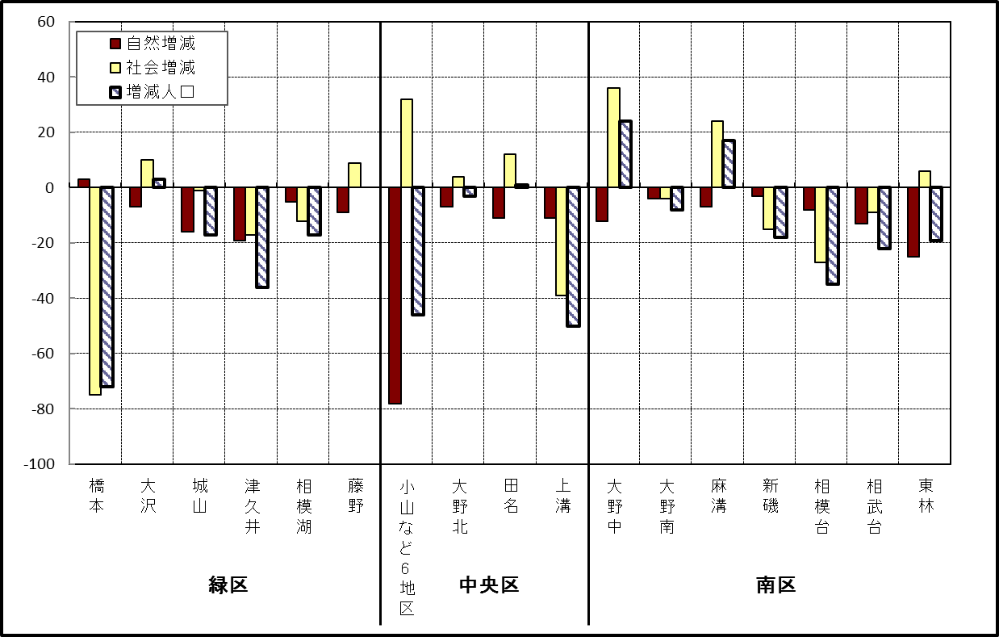 60
40
20
0
-20
-40
-60
-80
-100
自然増減
社会増減
増減人口
橋本
大沢
城山
津久井
相模湖
藤野
小山など6地区
大野北
田名
上溝
大野中
大野南
麻溝
新磯
相模台
相武台
東林
緑区
中央区
南区